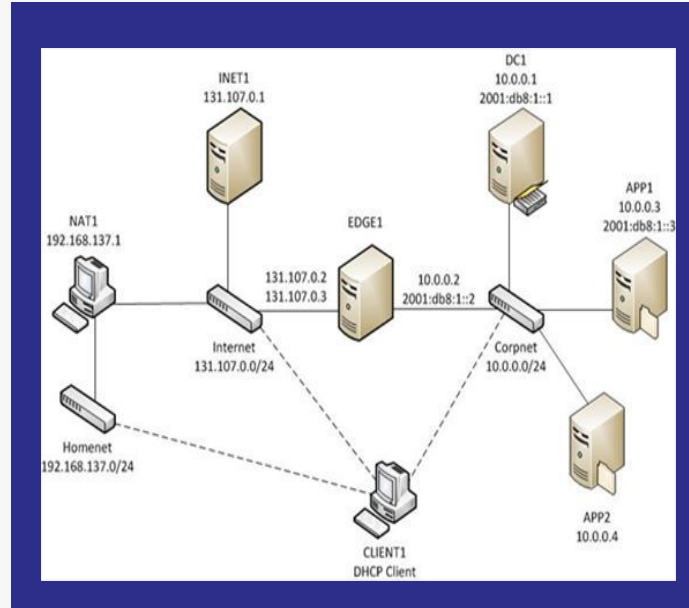 INET1
131.107.0.1
DC1
10.0.0.1
2001:db8:1::1
NAT1
192.168.137.1
EDGE1
APP1
10.0.0.3
2001:db8:1::3
131.107.0.2
131.107.0.3
10.0.0.2
2001:db8:1::2
Internet
131.107.0.0/24
Corpnet
10.0.0.0/24
Homenet
192.168.137.0/24
CLIENT1
DHCP Client
APP2
10.0.0.4